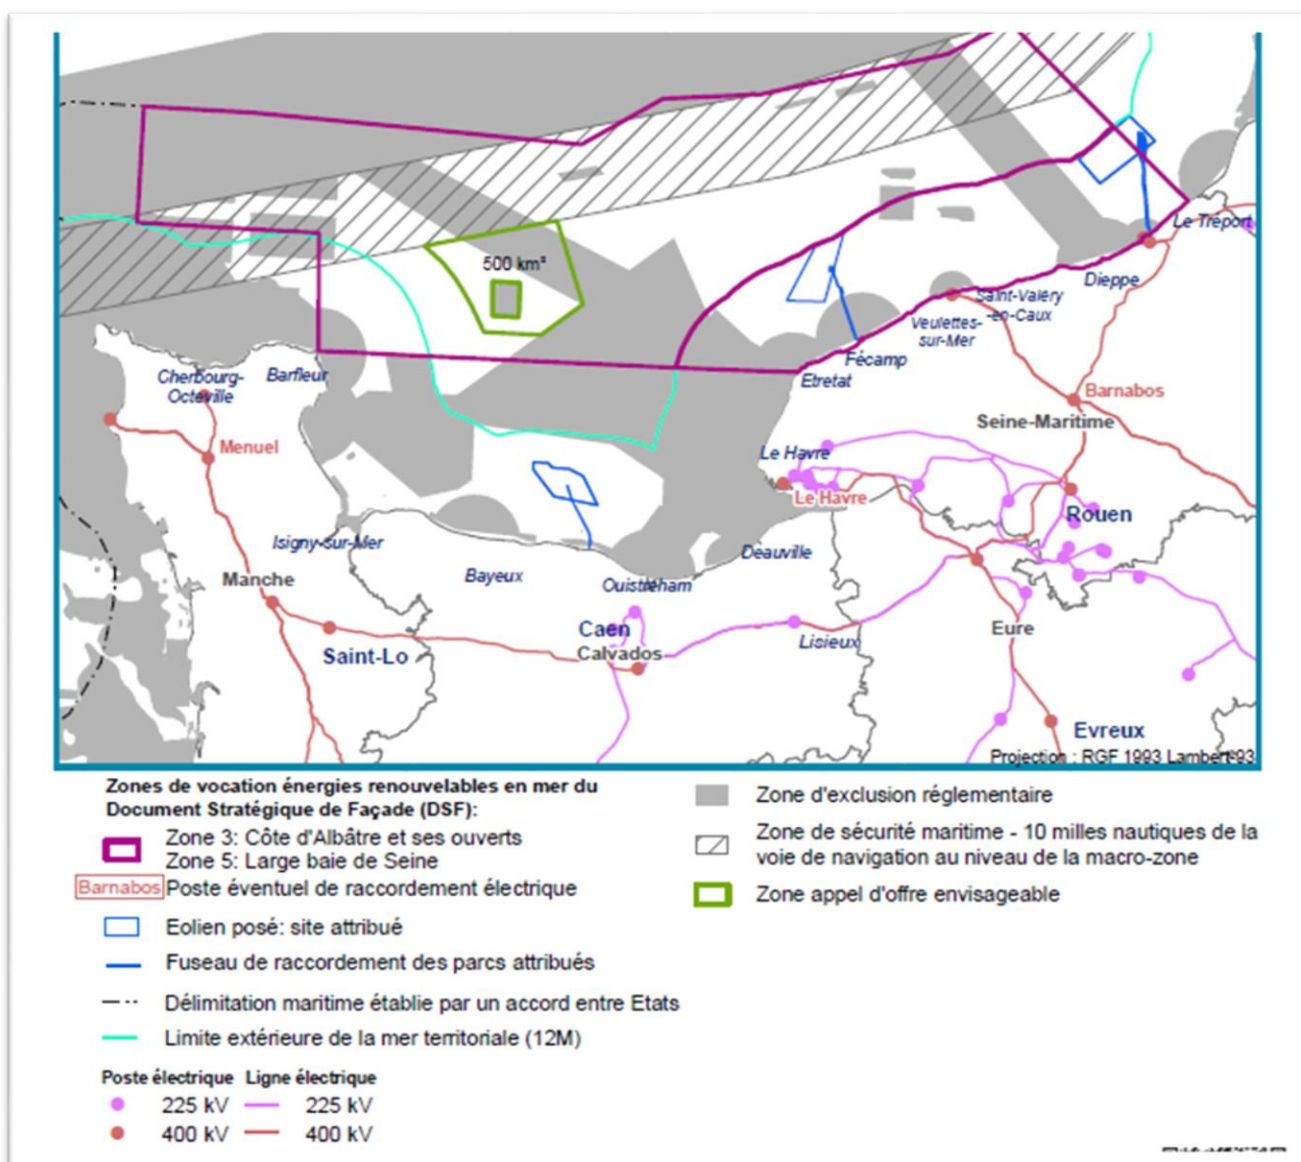 500 km²
Le Tréport
Dieppe
Saint-Valéry
-en-Caux
Veulettes-
sur-Mer
Fécamp
Etretat
Cherbourg-
Octeville
Barfleur
Barnabos
Seine-Maritime
Menuel
Le Havre
Le Havre
Rouen
Isigny-sur-Mer
Deauville
Bayeux
Manche
Ouistreham
Caen
Calvados
Eure
Saint-Lo
Lisieux
Evreux
Projection : RGF 1993 Lambert-93
Zones de vocation énergies renouvelables en mer du
Document Stratégique de Façade (DSF):
Zone 3: Côte d'Albâtre et ses ouverts
Zone 5: Large baie de Seine
Barnabos Poste éventuel de raccordement électrique
Eolien posé: site attribué
Fuseau de raccordement des parcs attribués
Délimitation maritime établie par un accord entre Etats
Limite extérieure de la mer territoriale (12M)
Poste électrique Ligne électrique
225 kV 225 kV
400 kV 400 kV
Zone d'exclusion réglementaire
Zone de sécurité maritime - 10 milles nautiques de la
voie de navigation au niveau de la macro-zone
Zone appel d'offre envisageable